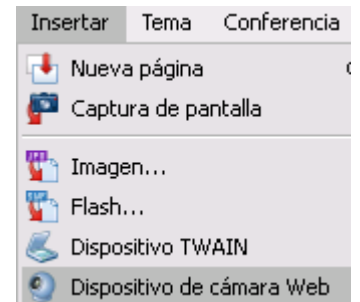 Insertar Tema Conferencia
Nueva página
Captura de pantalla
Imagen...
Flash...
Dispositivo TWAIN
Dispositivo de cámara Web